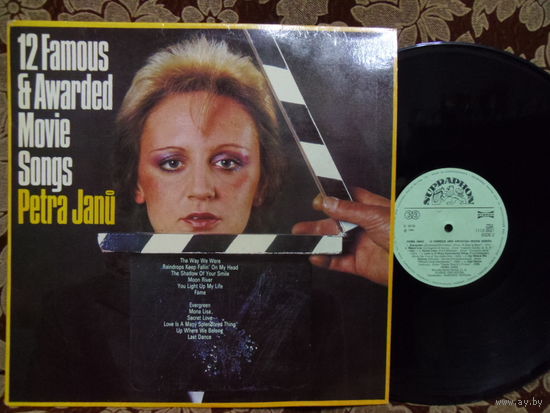 12 Famous
& Awarded
Movie
Songs
Petra Janů
The Way We Were
Raindrops Keep Fallin' On My Head
The Shadow Of Your Smile
Moon River
You Light Up My Life
Fame
Evergreen
Mona Lisa
Secret Love
Love Is A Many Splendored Thing
Up Where We Belong
Last Dance
SUPRAPHON
33
www.ay.by